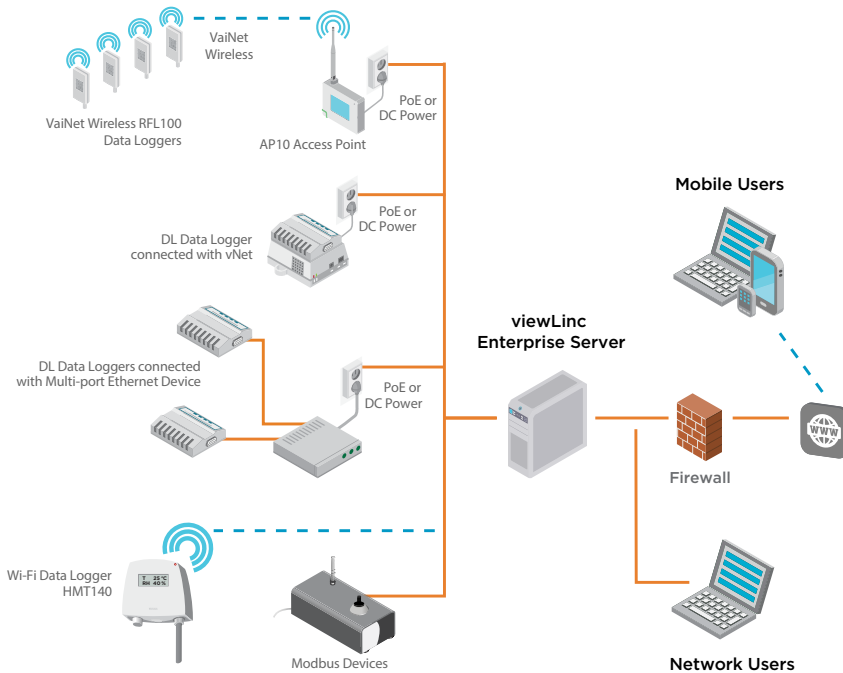 VaiNet
Wireless
VaiNet Wireless RFL100
Data Loggers
AP10 Access Point
PoE or
DC Power
DL Data Logger
connected with vNet
PoE or
DC Power
DL Data Loggers connected
with Multi-port Ethernet Device
PoE or
DC Power
Wi-Fi Data Logger
HMT140
T 25 °C
RH 40 %
Modbus Devices
viewLinc
Enterprise Server
Mobile Users
Firewall
WWW
Network Users